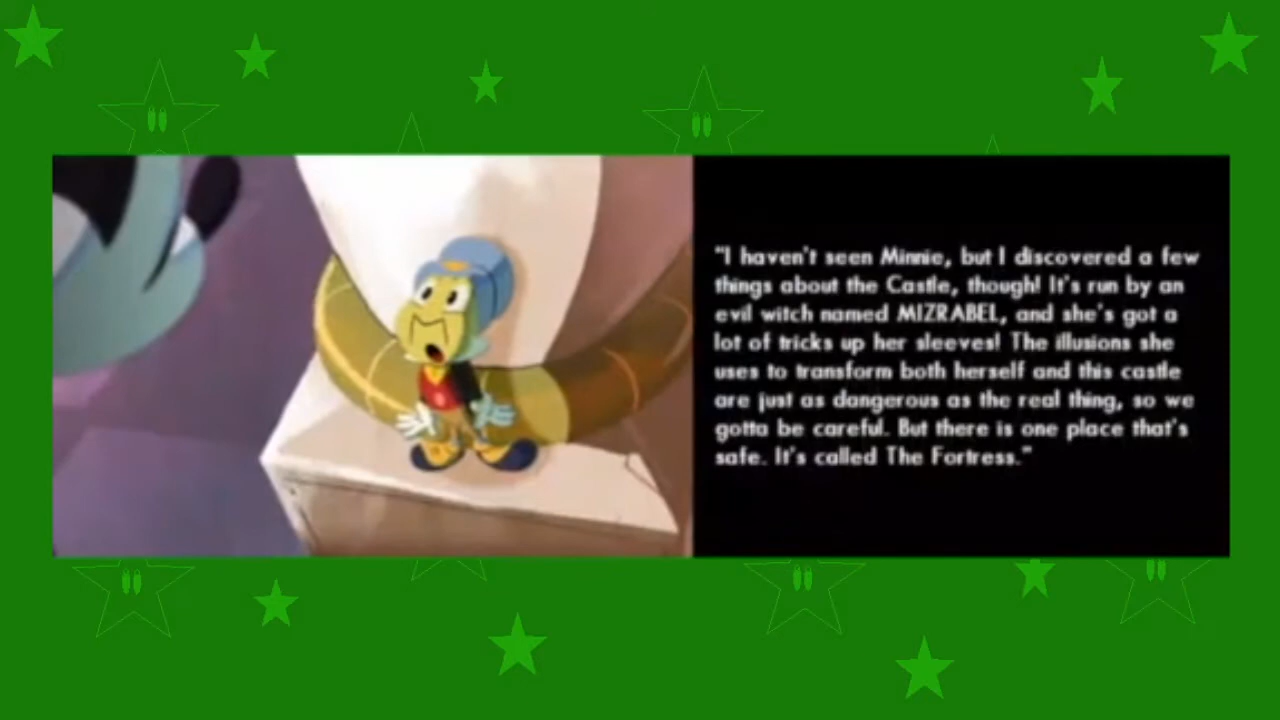 "I haven't seen Minnie, but I discovered a few
things about the Castle, though! It's run by an
evil witch named MIZRABEL, and she's got a
lot of tricks up her sleeves! The illusions she
uses to transform both herself and this castle
are just as dangerous as the real thing, so we
gotta be careful. But there is one place that's
safe. It's called The Fortress."